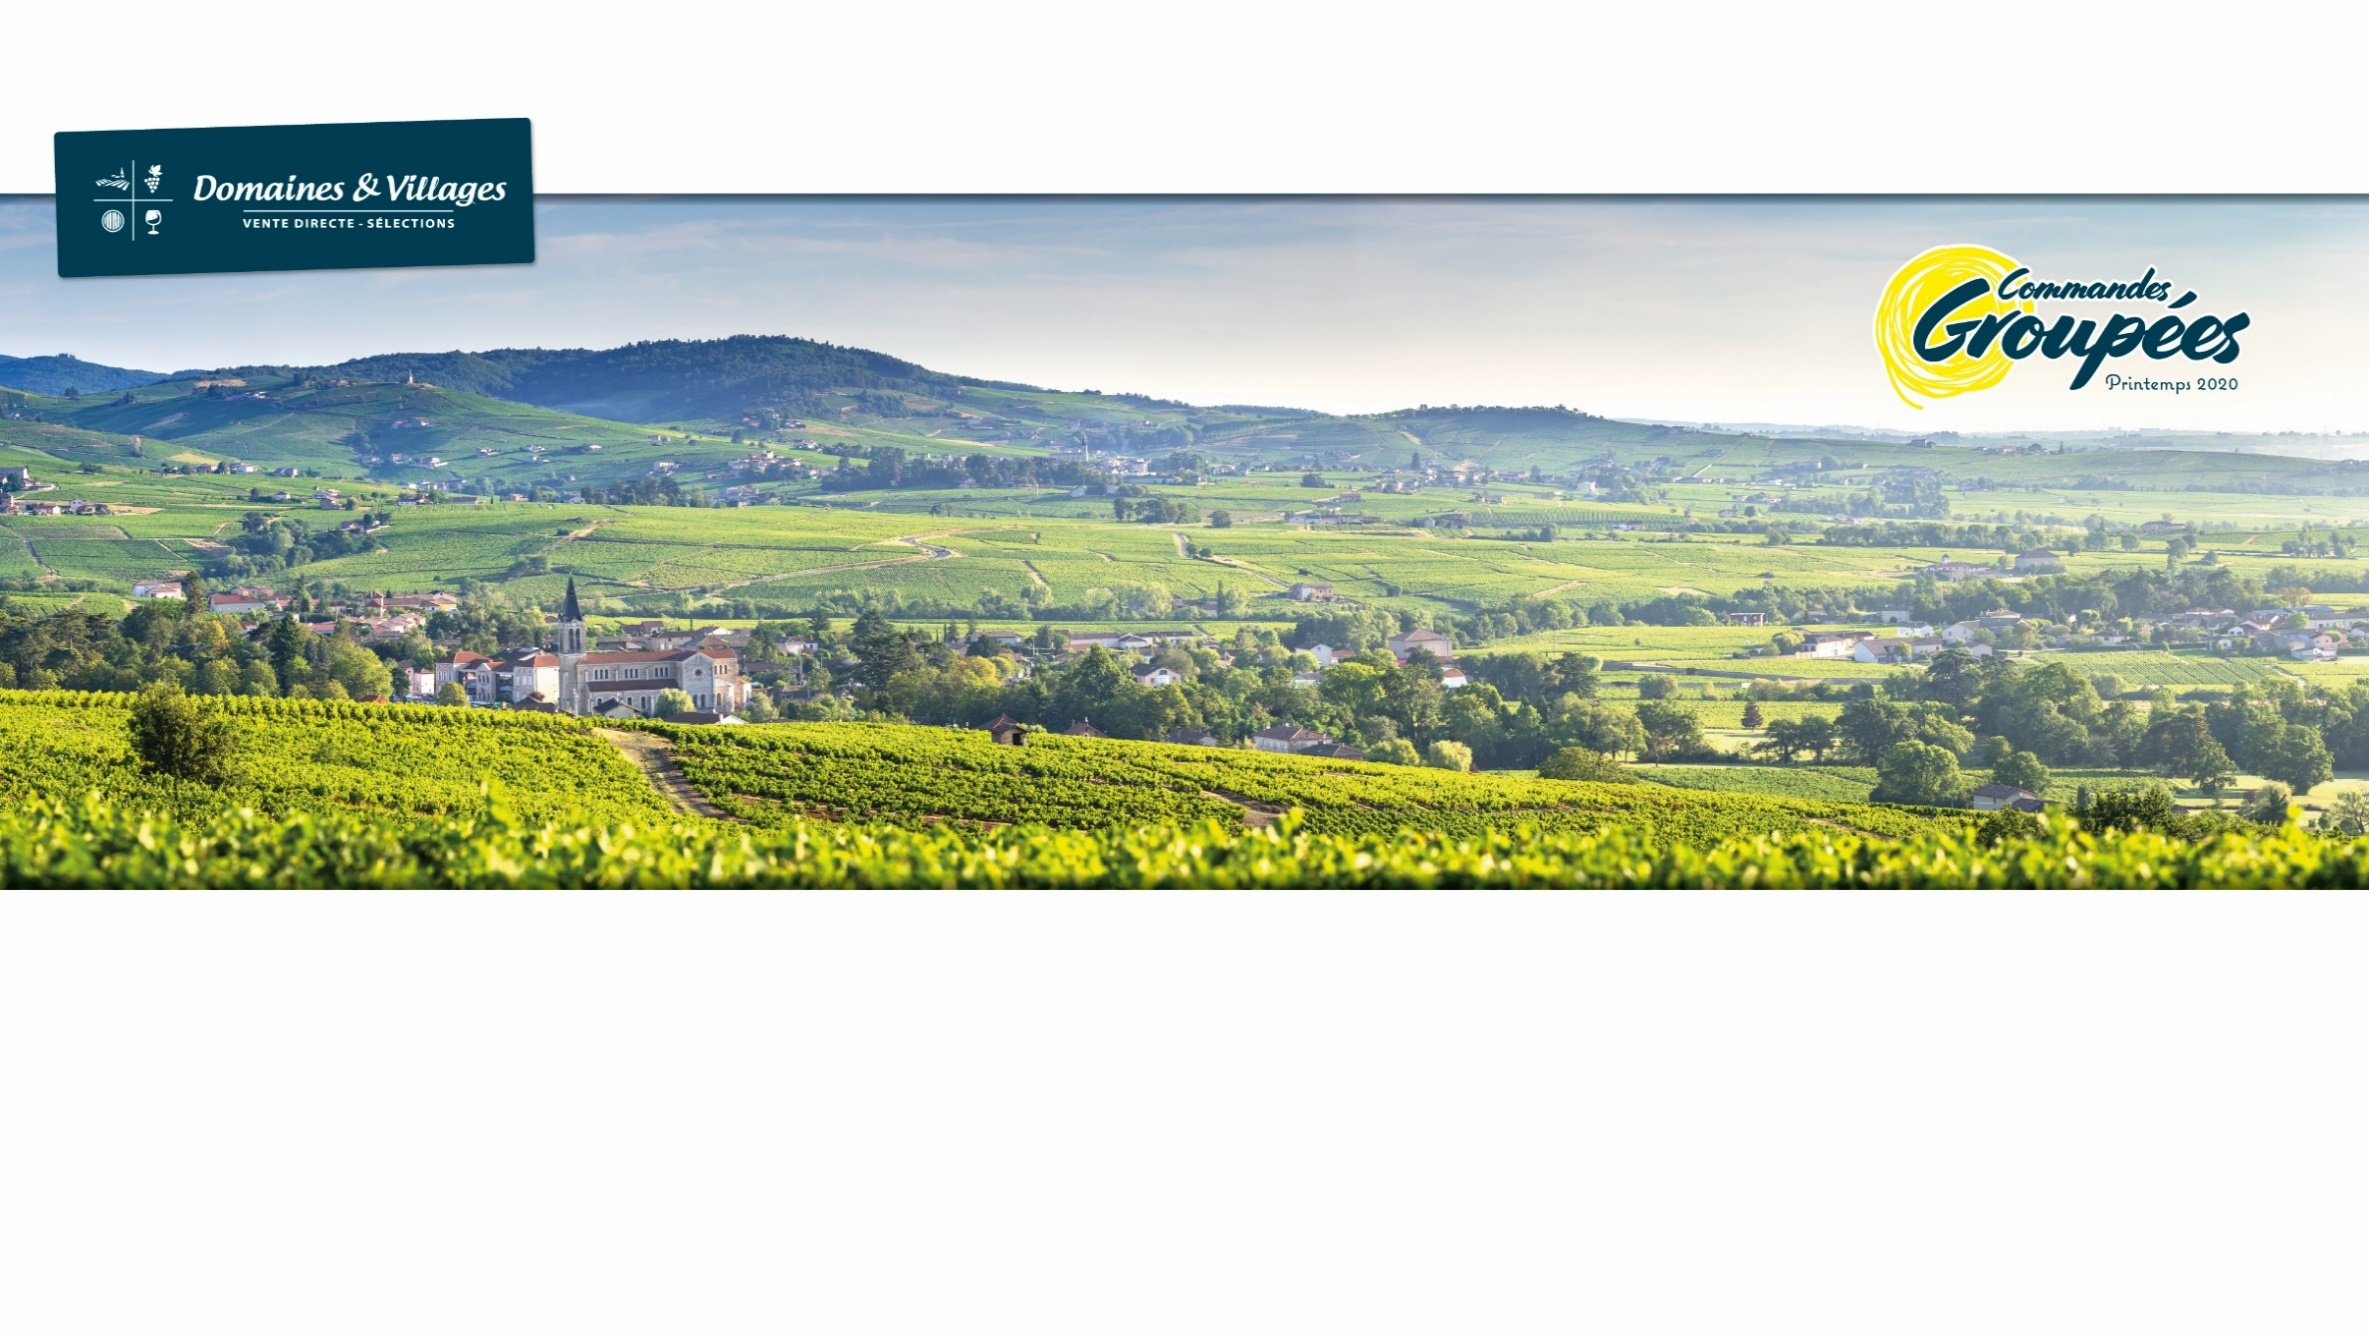 Domaines & Villages
VENTE DIRECTE - SÉLECTIONS
Commandes
Groupées
Printemps 2020